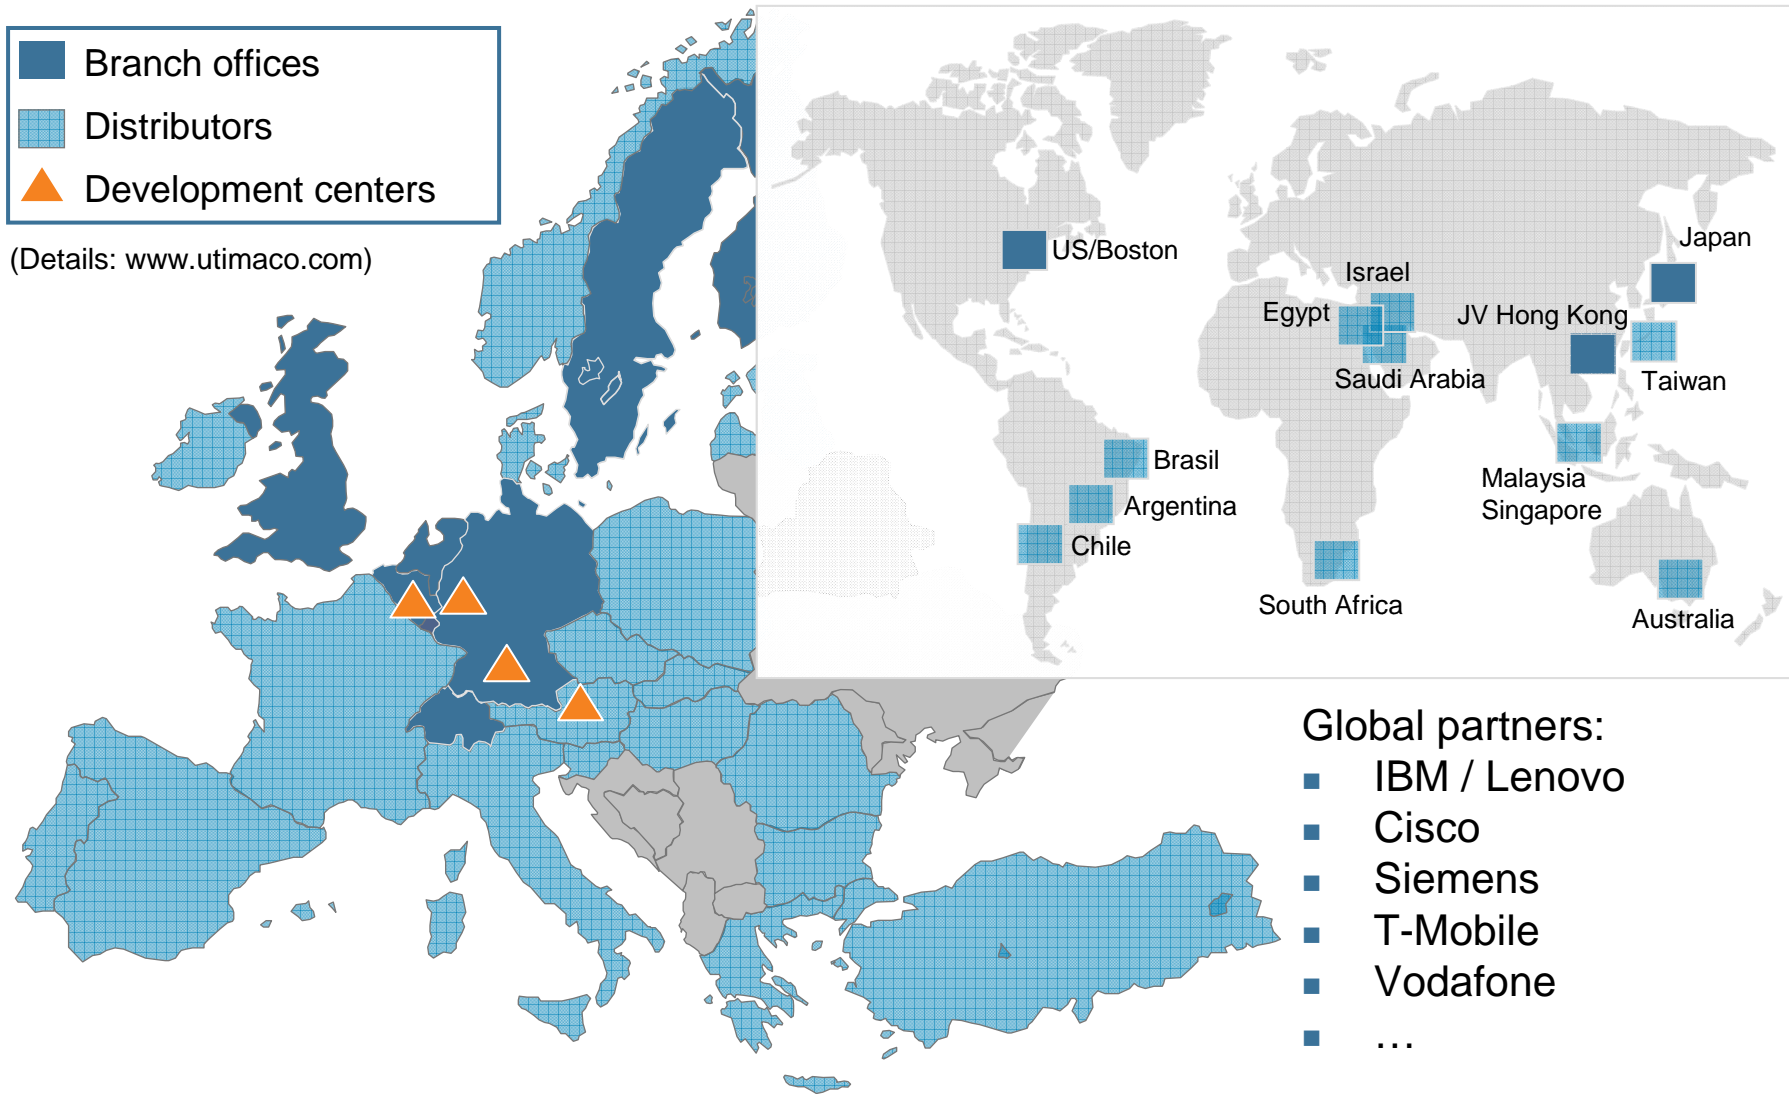 Branch offices
Distributors
Development centers
(Details: www.utimaco.com)
US/Boston
Japan
Israel
Egypt
JV Hong Kong
Saudi Arabia
Taiwan
Brasil
Malaysia
Singapore
Argentina
Chile
South Africa
Australia
Global partners:
IBM / Lenovo
Cisco
Siemens
T-Mobile
Vodafone
…